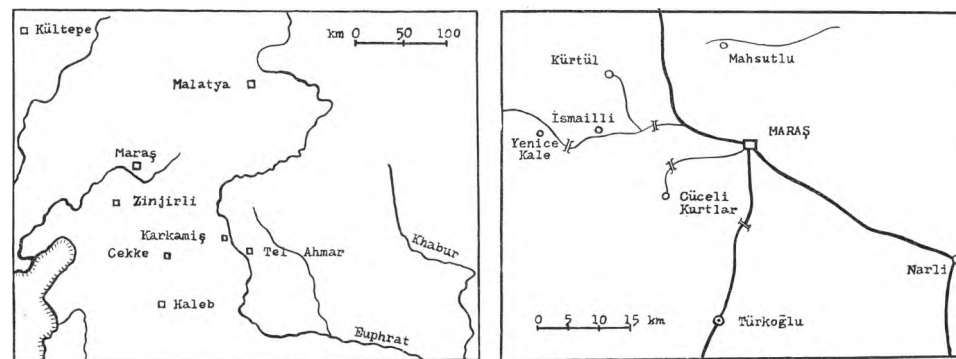 Kültepe
km 0 50 100
Malatya
Maraş
Zinjirli
Karkamiş
Cekke
Tel Ahmar
Khabur
Haleb
Euphrat
Kürtül
Mahsutlu
İsmailli
MARAŞ
Yenice
Kale
Cüceli
Kurtlar
Narli
0 5 10 15 km
Türkoğlu